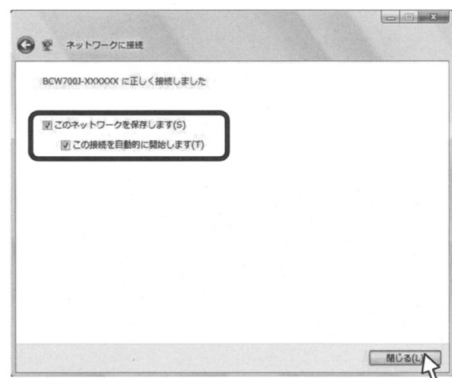 ネットワークに接続
BCW700J-XXXXXX に正しく接続しました
このネットワークを保存します(S)
この接続を自動的に開始します(T)
閉じる(L)